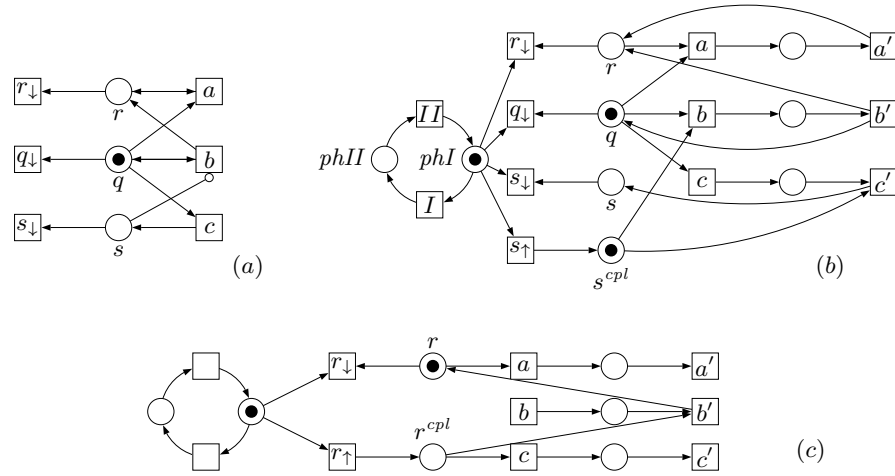 r↓ r a
q↓ q b
s↓ s c
(a)
r↓ r a a′
II q↓ q b b′
phII phI
I s↓ s c c′
s↑ s^cpl
(b)
r↓ r a a′
b b′
r↑ r^cpl c c′
(c)